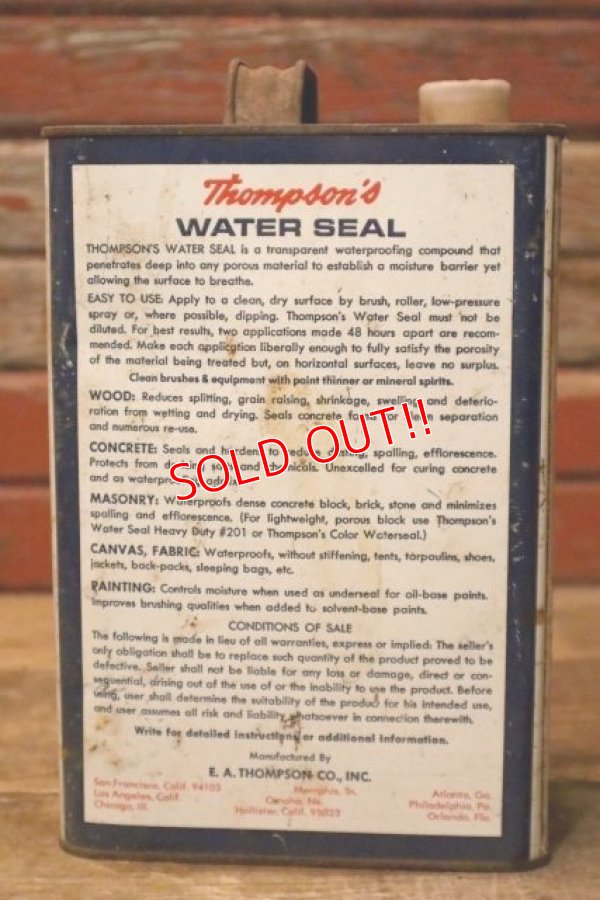 Thompson's
WATER SEAL
THOMPSON'S WATER SEAL is a transparent waterproofing compound that
penetrates deep into any porous material to establish a moisture barrier yet
allowing the surface to breathe.
EASY TO USE: Apply to a clean, dry surface by brush, roller, low-pressure
spray or, where possible, dipping. Thompson's Water Seal must not be
diluted. For best results, two applications made 48 hours apart are recom-
mended. Make each application liberally enough to fully satisfy the porosity
of the material being treated but, on horizontal surfaces, leave no surplus.
Clean brushes & equipment with paint thinner or mineral spirits.
WOOD: Reduces splitting, grain raising, shrinkage, swelling and deterio-
ration from wetting and drying. Seals concrete forms for clean separation
and numerous re-use.
CONCRETE: Seals and hardens to reduce dusting, spalling, efflorescence.
Protects from salts and chemicals. Unexcelled for curing concrete
and as
SOLD OUT!!
MASONRY: Waterproofs dense concrete block, brick, stone and minimizes
spalling and efflorescence. (For lightweight, porous block use Thompson's
Water Seal Heavy Duty #201 or Thompson's Color Waterseal.)
CANVAS, FABRIC: Waterproofs, without stiffening, tents, tarpaulins, shoes,
jackets, back-packs, sleeping bags, etc.
PAINTING: Controls moisture when used as underseal for oil-base paints.
Improves brushing qualities when added to solvent-base paints.
CONDITIONS OF SALE
The following is made in lieu of all warranties, express or implied: The seller's
only obligation shall be to replace such quantity of the product proved to be
defective. Seller shall not be liable for any loss or damage, direct or con-
sequential, arising out of the use of or the inability to use the product. Before
using, user shall determine the suitability of the product for his intended use,
and user assumes all risk and liability whatsoever in connection therewith.
Write for detailed instructions or additional information.
Manufactured By
E. A. THOMPSON CO., INC.
San Francisco, Calif. 94103 Memphis, Tn. Atlanta, Ga.
Los Angeles, Calif. Omaha, Ne. Philadelphia, Pa.
Chicago, Ill. Hollister, Calif. 95023 Orlando, Fla.